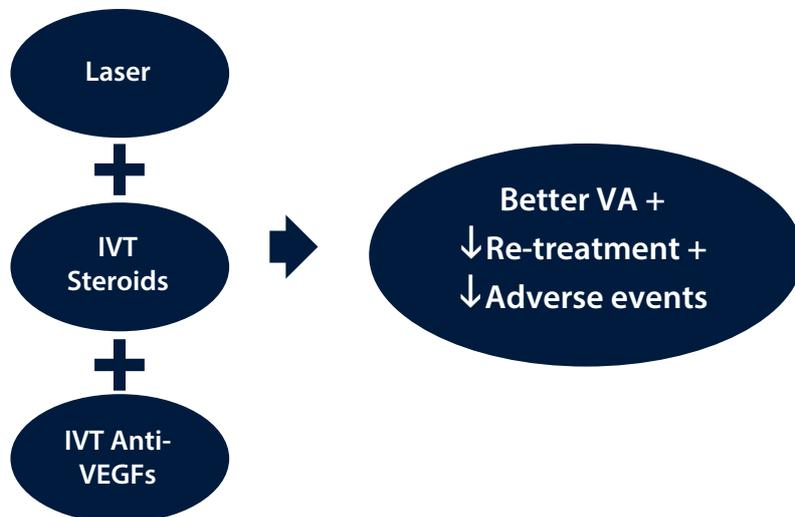 Laser
+
IVT
Steroids
+
IVT Anti-
VEGFs
Better VA +
↓Re-treatment +
↓Adverse events